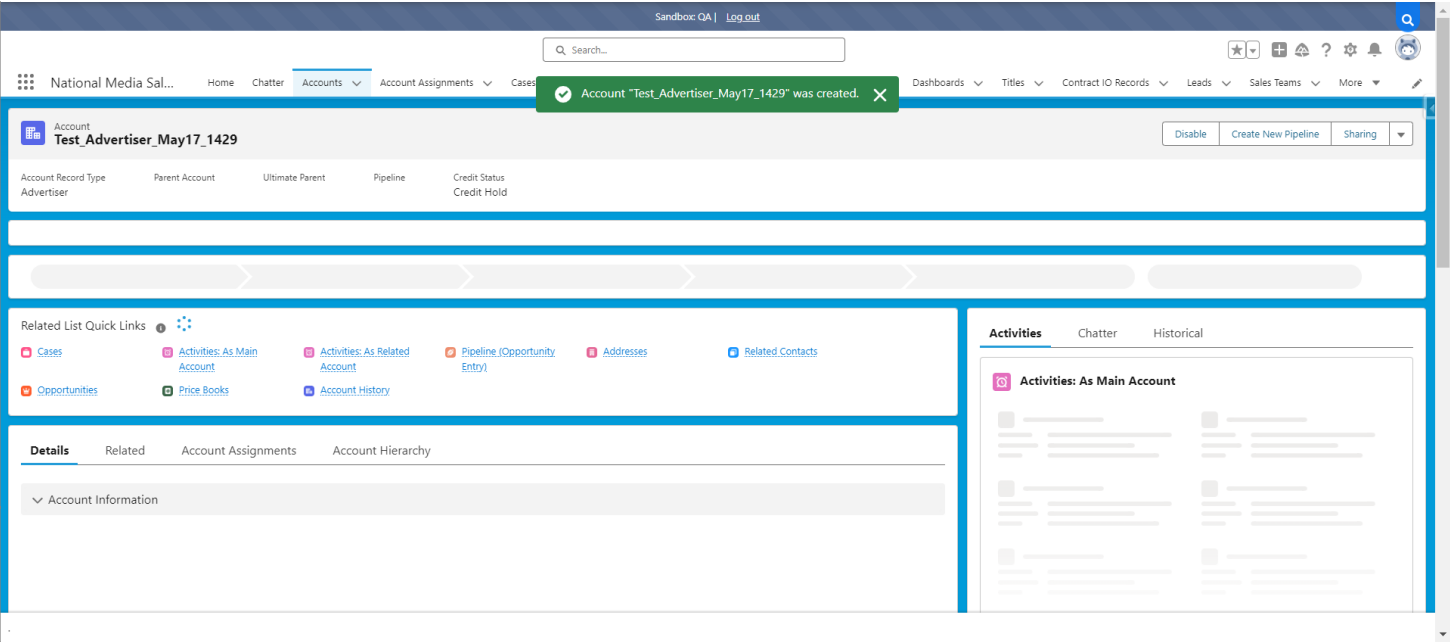 Sandbox: QA | Log out
Search...
National Media Sal...
Home
Chatter
Accounts
Account Assignments
Cases
Account "Test_Advertiser_May17_1429" was created.
Dashboards
Titles
Contract IO Records
Leads
Sales Teams
More
Account
Test_Advertiser_May17_1429
Disable
Create New Pipeline
Sharing
Account Record Type
Advertiser
Parent Account
Ultimate Parent
Pipeline
Credit Status
Credit Hold
Related List Quick Links
Cases
Activities: As Main
Account
Activities: As Related
Account
Pipeline (Opportunity
Entry)
Addresses
Related Contacts
Opportunities
Price Books
Account History
Details
Related
Account Assignments
Account Hierarchy
Account Information
Activities
Chatter
Historical
Activities: As Main Account